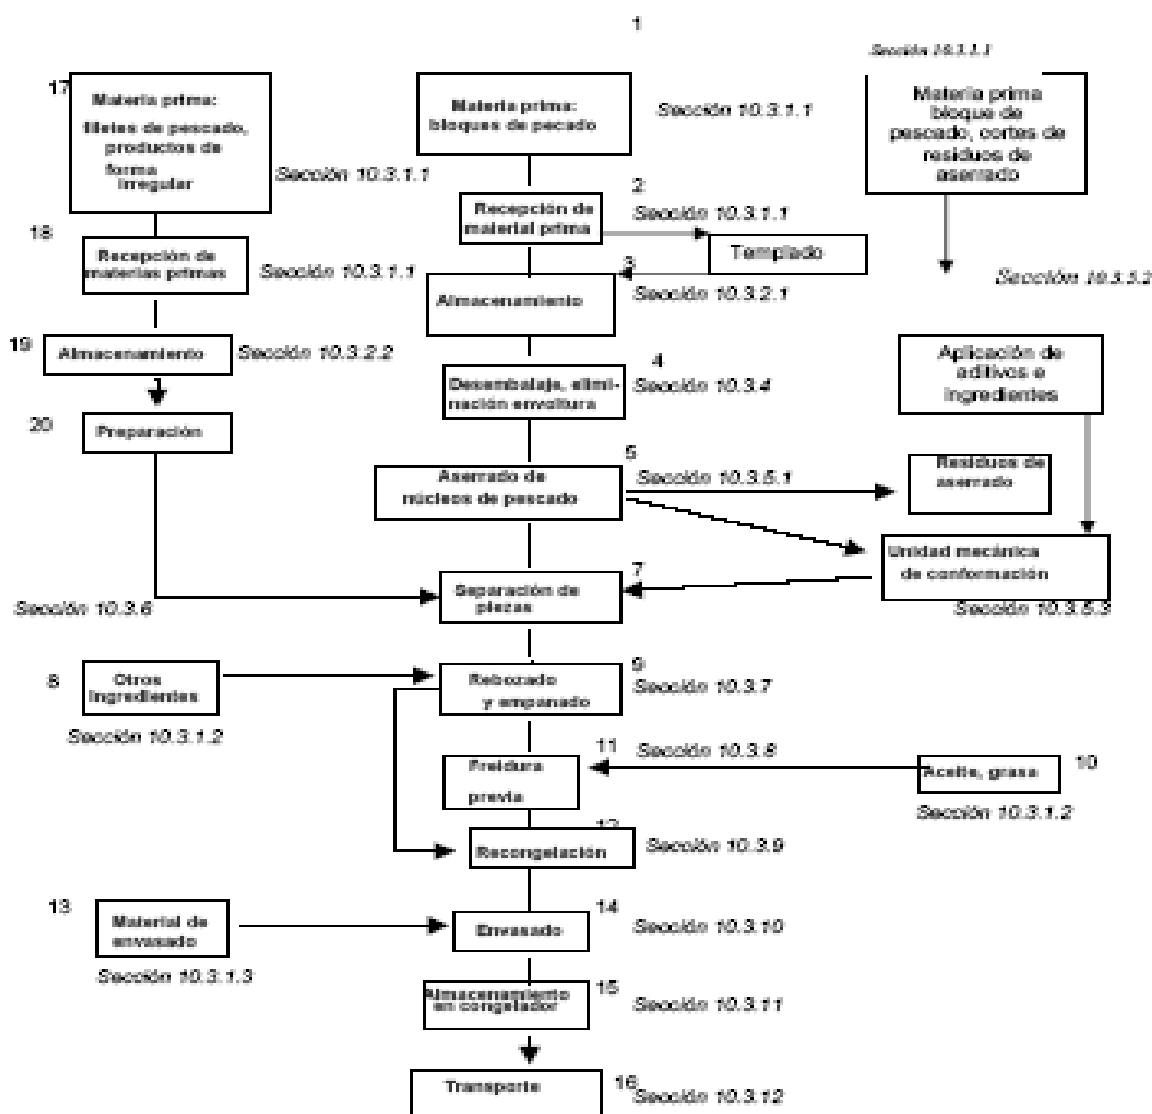 1
Sección 10.3.1.1
17
Materia prima:
filletes de pescado,
productos de
forma
irregular
Sección 10.3.1.1
Materia prima:
bloques de pecado
Sección 10.3.1.1
Materia prima
bloque de
pescado, cortes de
residuos de
aserrado
18
Recepción de
materias primas
Sección 10.3.1.1
2
Recepción de
material prima
Sección 10.3.1.1
Templado
3
Almacenamiento
Sección 10.3.2.1
Sección 10.3.5.2
19
Almacenamiento
Sección 10.3.2.2
4
Desembalaje, elimi-
nación envoltura
Sección 10.3.4
Aplicación de
aditivos e
ingredientes
20
Preparación
5
Aserrado de
núcleos de pescado
Sección 10.3.5.1
Residuos de
aserrado
Unidad mecánica
de conformación
Sección 10.3.5.3
7
Separación de
piezas
Sección 10.3.6
8
Otros
ingredientes
Sección 10.3.1.2
9
Rebozado
y empanado
Sección 10.3.7
11
Freidura
previa
Sección 10.3.8
10
Aceite, grasa
Sección 10.3.1.2
12
Recongelación
Sección 10.3.9
13
Material de
envasado
Sección 10.3.1.3
14
Envasado
Sección 10.3.10
15
Almacenamiento
en congelador
Sección 10.3.11
Transporte
16
Sección 10.3.12